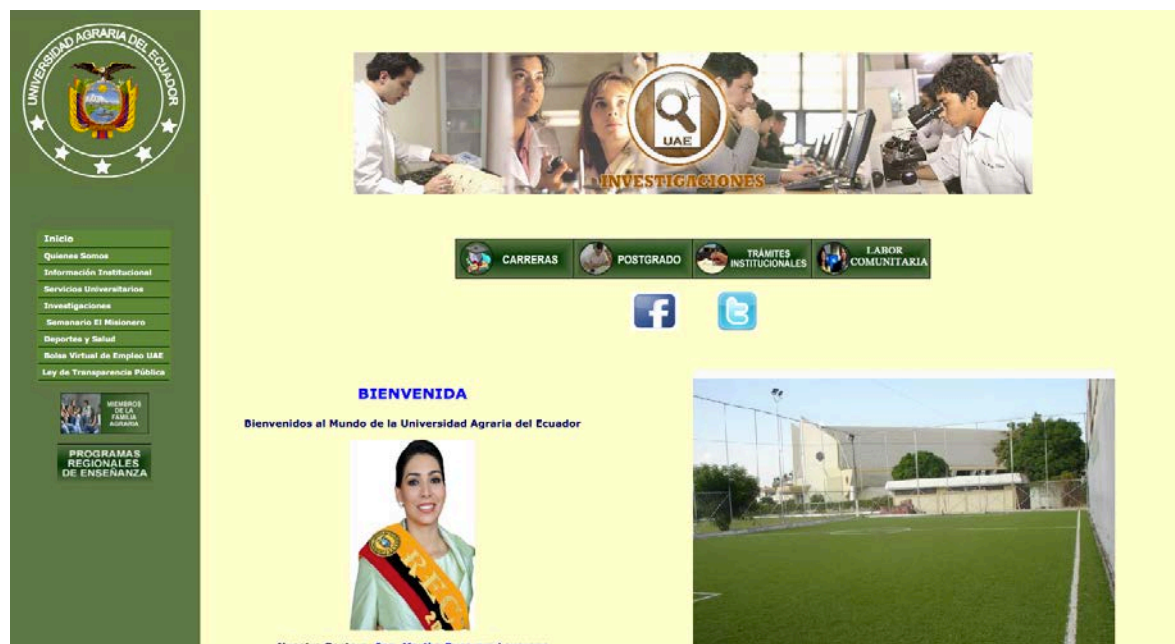 UNIVERSIDAD AGRARIA DEL ECUADOR
UAE
INVESTIGACIONES
CARRERAS
POSTGRADO
TRÁMITES
INSTITUCIONALES
LABOR
COMUNITARIA
Inicio
Quienes Somos
Información Institucional
Servicios Universitarios
Investigaciones
Semanario El Misionero
Deportes y Salud
Bolsa Virtual de Empleo UAE
Ley de Transparencia Pública
MIEMBROS
DE LA
FAMILIA
AGRARIA
PROGRAMAS
REGIONALES
DE ENSEÑANZA
BIENVENIDA
Bienvenidos al Mundo de la Universidad Agraria del Ecuador
REC